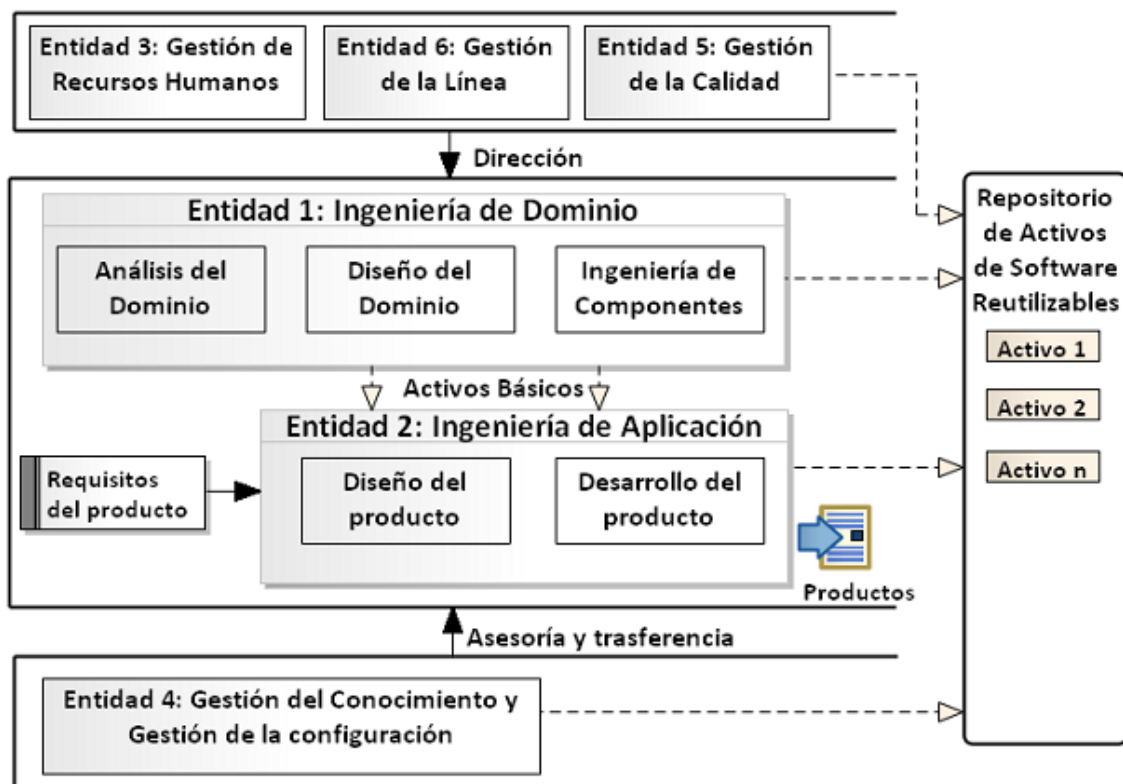 Entidad 3: Gestión de
Recursos Humanos
Entidad 6: Gestión
de la Línea
Entidad 5: Gestión
de la Calidad
Dirección
Entidad 1: Ingeniería de Dominio
Análisis del
Dominio
Diseño del
Dominio
Ingeniería de
Componentes
Activos Básicos
Entidad 2: Ingeniería de Aplicación
Requisitos
del producto
Diseño del
producto
Desarrollo del
producto
Productos
Asesoría y trasferencia
Entidad 4: Gestión del Conocimiento y
Gestión de la configuración
Repositorio
de Activos
de Software
Reutilizables
Activo 1
Activo 2
Activo n